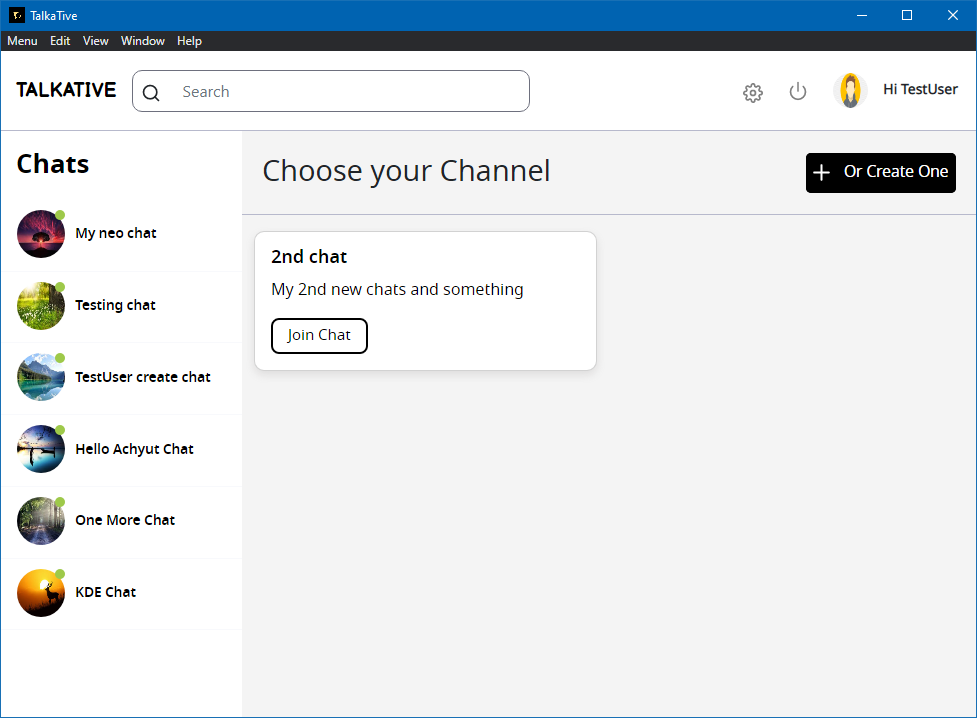 TalkaTive
Menu Edit View Window Help
TALKATIVE
Search
Hi TestUser
Chats
My neo chat
Testing chat
TestUser create chat
Hello Achyut Chat
One More Chat
KDE Chat
Choose your Channel
Or Create One
2nd chat
My 2nd new chats and something
Join Chat